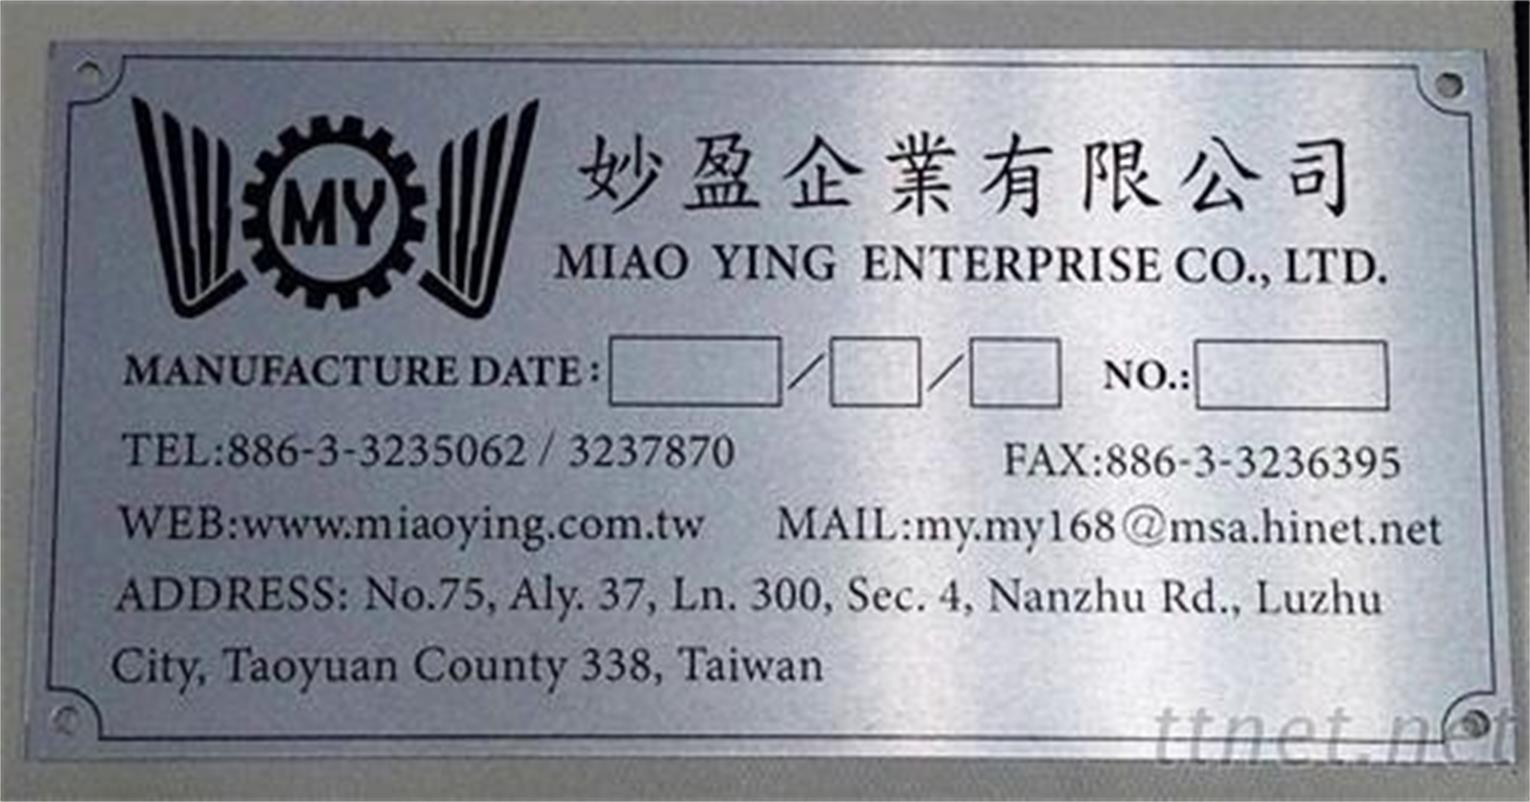 MY
妙盈企業有限公司
MIAO YING ENTERPRISE CO., LTD.
MANUFACTURE DATE: / / NO.:
TEL:886-3-3235062 / 3237870 FAX:886-3-3236395
WEB:www.miaoying.com.tw MAIL:my.my168@msa.hinet.net
ADDRESS: No.75, Aly. 37, Ln. 300, Sec. 4, Nanzhu Rd., Luzhu
City, Taoyuan County 338, Taiwan
ttnet.net